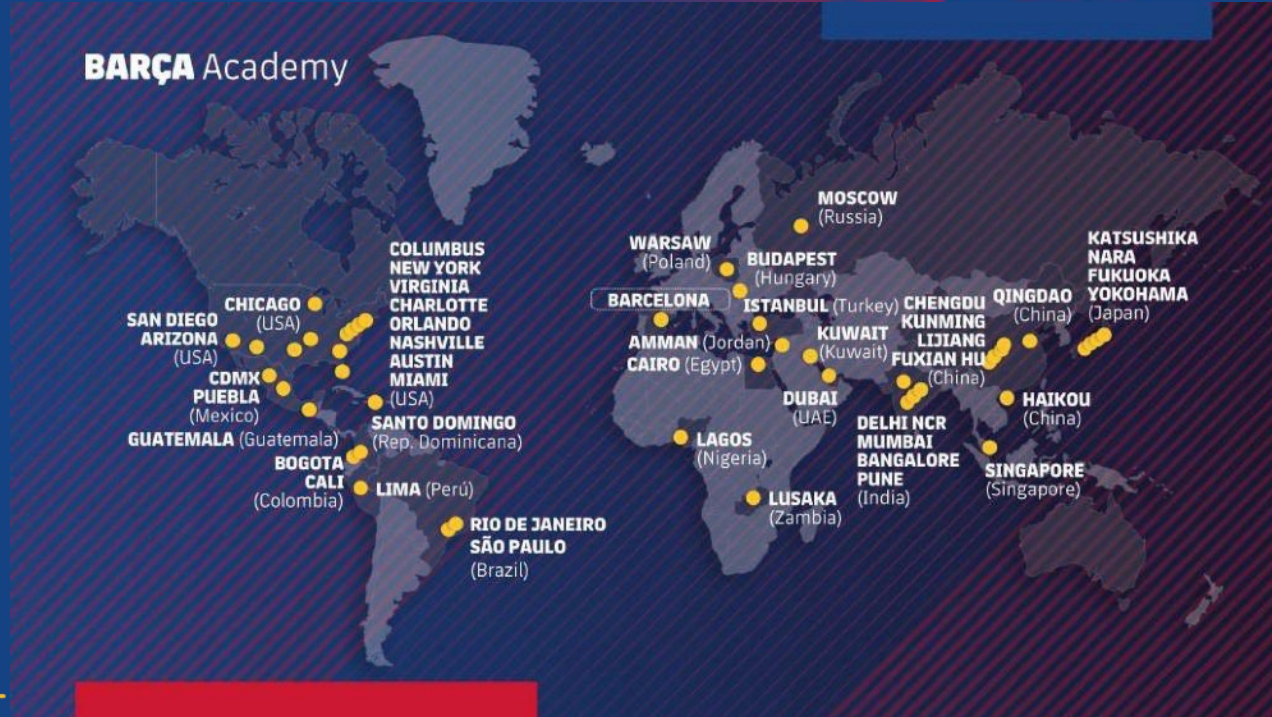 BARÇA Academy
MOSCOW
(Russia)
WARSAW
(Poland)
BUDAPEST
(Hungary)
BARCELONA
ISTANBUL (Turkey)
AMMAN (Jordan)
CAIRO (Egypt)
KUWAIT
(Kuwait)
DUBAI
(UAE)
CHENGDU
KUNMING
LIJIANG
FUXIAN HU
(China)
QINGDAO
(China)
KATSUSHIKA
NARA
FUKUOKA
YOKOHAMA
(Japan)
HAIKOU
(China)
DELHI NCR
MUMBAI
BANGALORE
PUNE
(India)
SINGAPORE
(Singapore)
LAGOS
(Nigeria)
LUSAKA
(Zambia)
COLUMBUS
NEW YORK
VIRGINIA
CHARLOTTE
ORLANDO
NASHVILLE
AUSTIN
MIAMI
(USA)
CHICAGO
(USA)
SAN DIEGO
ARIZONA
(USA)
CDMX
PUEBLA
(Mexico)
GUATEMALA (Guatemala)
SANTO DOMINGO
(Rep. Dominicana)
BOGOTA
CALI
(Colombia)
LIMA (Perú)
RIO DE JANEIRO
SÃO PAULO
(Brazil)